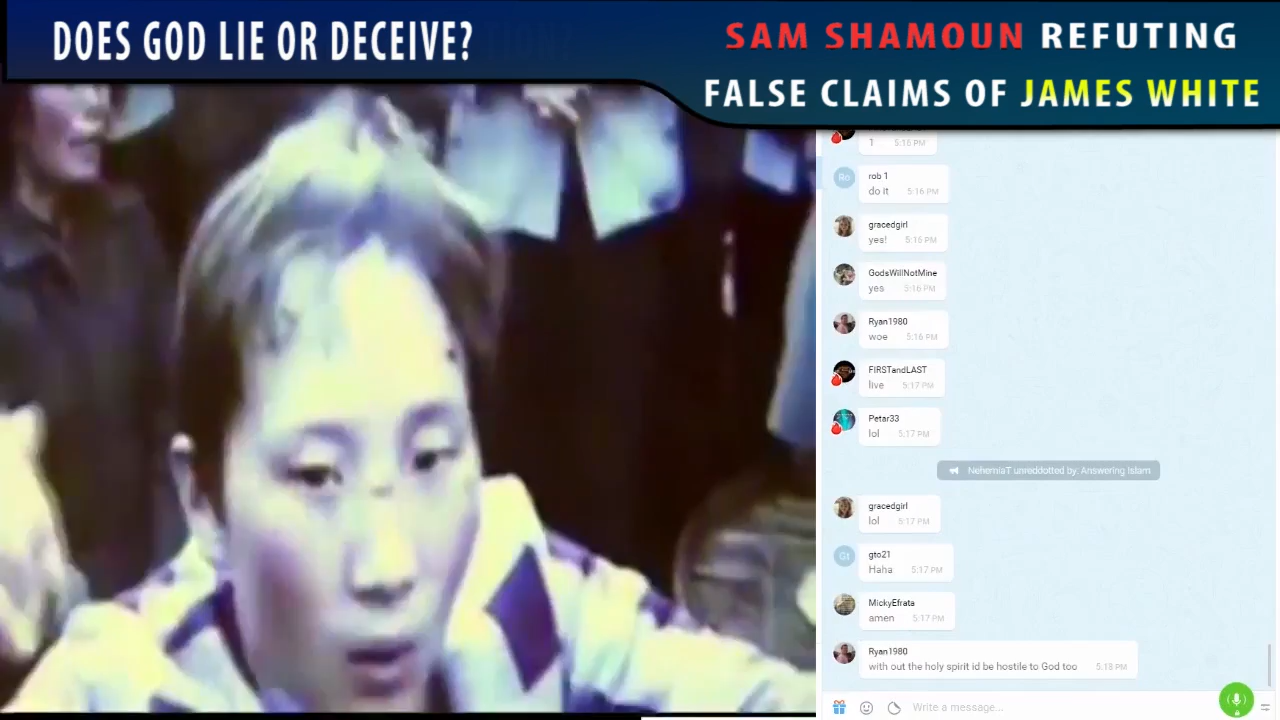 DOES GOD LIE OR DECEIVE?
SAM SHAMOUN REFUTING
FALSE CLAIMS OF JAMES WHITE
1 5:16 PM
Ro
rob 1
do it 5:16 PM
gracedgirl
yes! 5:16 PM
GodsWillNotMine
yes 5:16 PM
Ryan1980
woe 5:16 PM
FIRSTandLAST
live 5:17 PM
Petar33
lol 5:17 PM
NehemiaT unreddotted by: Answering Islam
gracedgirl
lol 5:17 PM
Gt
gto21
Haha 5:17 PM
MickyEfrata
amen 5:17 PM
Ryan1980
with out the holy spirit id be hostile to God too 5:18 PM
Write a message...